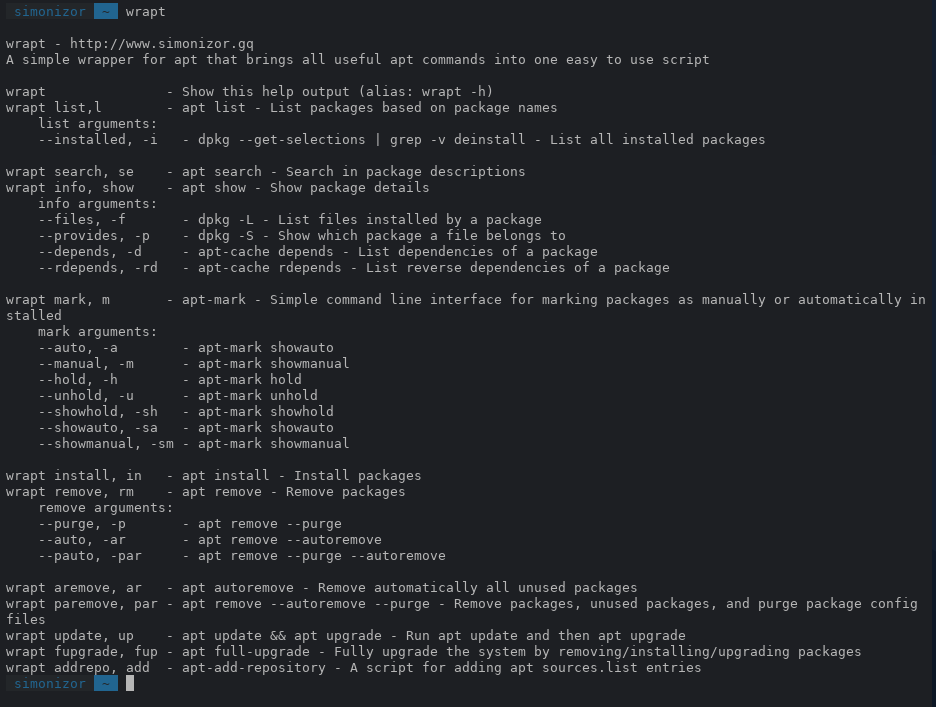 simonizor ~ wrapt
wrapt - http://www.simonizor.gq
A simple wrapper for apt that brings all useful apt commands into one easy to use script
wrapt               - Show this help output (alias: wrapt -h)
wrapt list,l        - apt list - List packages based on package names
    list arguments:
    --installed, -i   - dpkg --get-selections | grep -v deinstall - List all installed packages
wrapt search, se    - apt search - Search in package descriptions
wrapt info, show    - apt show - Show package details
    info arguments:
    --files, -f       - dpkg -L - List files installed by a package
    --provides, -p    - dpkg -S - Show which package a file belongs to
    --depends, -d     - apt-cache depends - List dependencies of a package
    --rdepends, -rd   - apt-cache rdepends - List reverse dependencies of a package
wrapt mark, m       - apt-mark - Simple command line interface for marking packages as manually or automatically in
stalled
    mark arguments:
    --auto, -a        - apt-mark showauto
    --manual, -m      - apt-mark showmanual
    --hold, -h        - apt-mark hold
    --unhold, -u      - apt-mark unhold
    --showhold, -sh   - apt-mark showhold
    --showauto, -sa   - apt-mark showauto
    --showmanual, -sm - apt-mark showmanual
wrapt install, in   - apt install - Install packages
wrapt remove, rm    - apt remove - Remove packages
    remove arguments:
    --purge, -p       - apt remove --purge
    --auto, -ar       - apt remove --autoremove
    --pauto, -par     - apt remove --purge --autoremove
wrapt aremove, ar   - apt autoremove - Remove automatically all unused packages
wrapt paremove, par - apt remove --autoremove --purge - Remove packages, unused packages, and purge package config
files
wrapt update, up    - apt update && apt upgrade - Run apt update and then apt upgrade
wrapt fupgrade, fup - apt full-upgrade - Fully upgrade the system by removing/installing/upgrading packages
wrapt addrepo, add  - apt-add-repository - A script for adding apt sources.list entries
simonizor ~